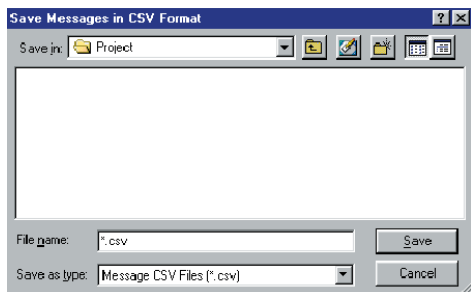 Save Messages in CSV Format
Save in: Project
File name: *.csv
Save
Save as type: Message CSV Files (*.csv)
Cancel